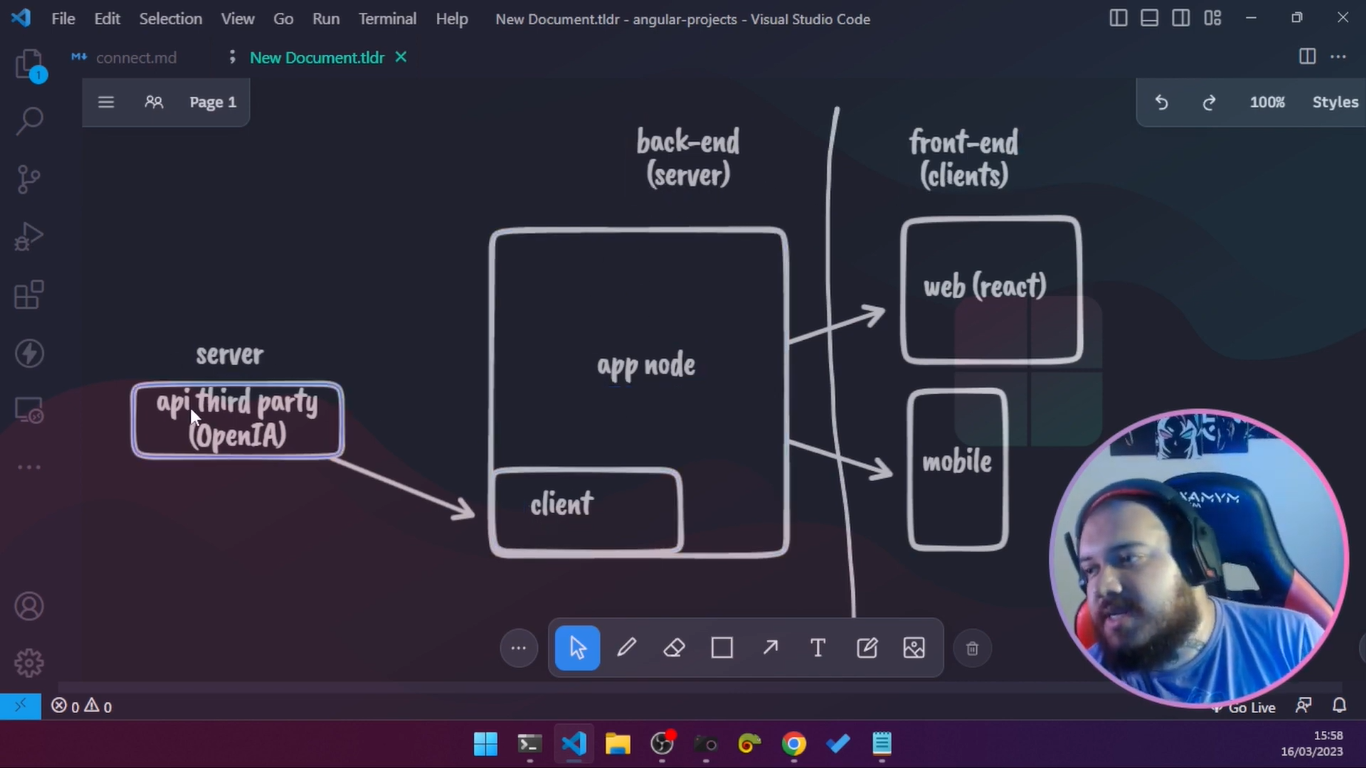 File Edit Selection View Go Run Terminal Help New Document.tldr - angular-projects - Visual Studio Code
connect.md
New Document.tldr
1
Page 1
100% Styles
back-end
(server)
front-end
(clients)
web (react)
app node
server
api third party
(OpenIA)
mobile
client
T
0 0
Go Live
15:58
16/03/2023